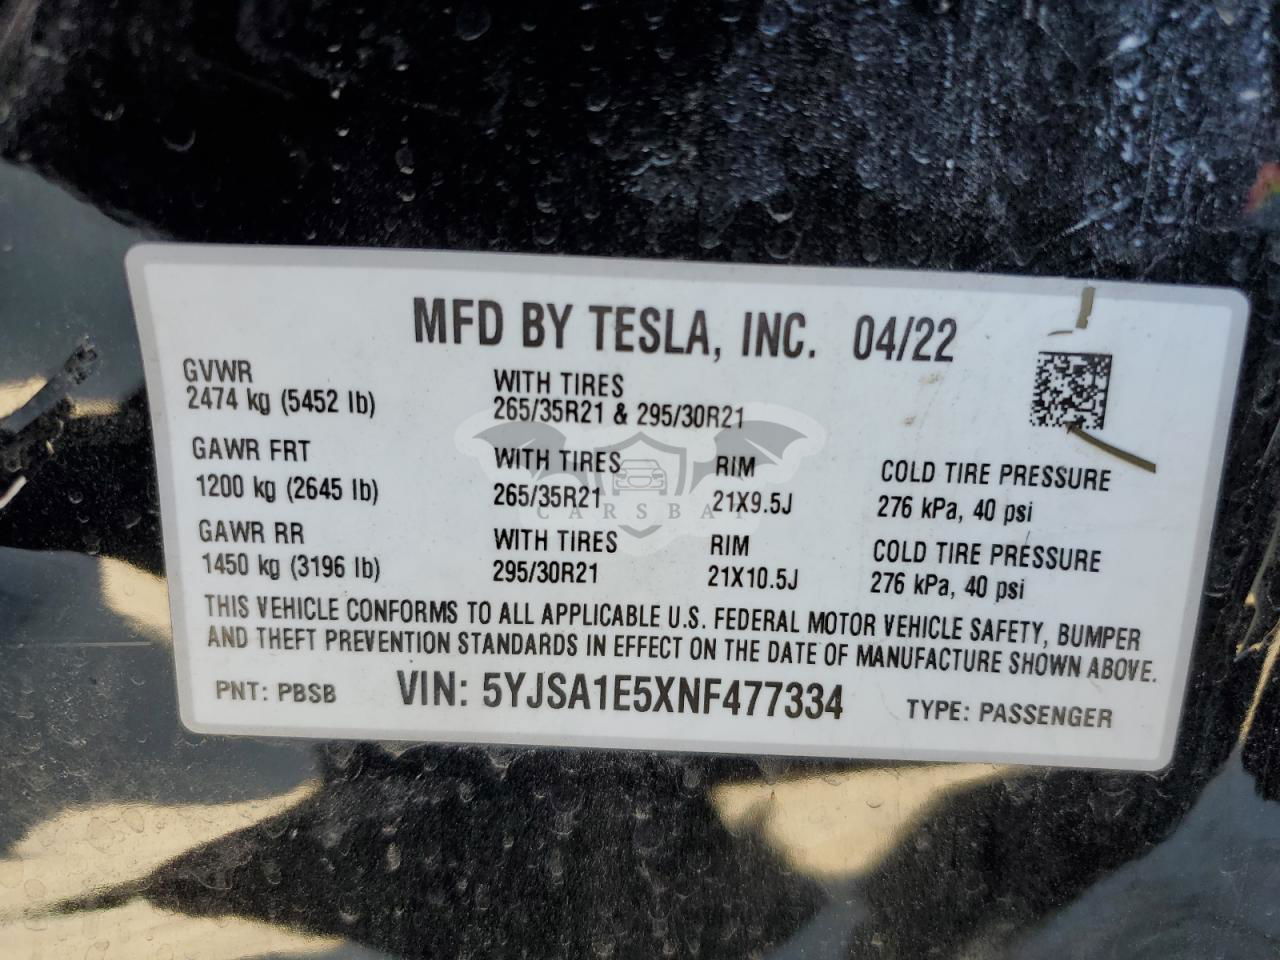 MFD BY TESLA, INC. 04/22
GVWR
2474 kg (5452 lb)
WITH TIRES
265/35R21 & 295/30R21
GAWR FRT
1200 kg (2645 lb)
WITH TIRES
265/35R21
RIM
21X9.5J
COLD TIRE PRESSURE
276 kPa, 40 psi
GAWR RR
1450 kg (3196 lb)
WITH TIRES
295/30R21
RIM
21X10.5J
COLD TIRE PRESSURE
276 kPa, 40 psi
THIS VEHICLE CONFORMS TO ALL APPLICABLE U.S. FEDERAL MOTOR VEHICLE SAFETY, BUMPER
AND THEFT PREVENTION STANDARDS IN EFFECT ON THE DATE OF MANUFACTURE SHOWN ABOVE.
PNT: PBSB VIN: 5YJSA1E5XNF477334 TYPE: PASSENGER
CARSBAT